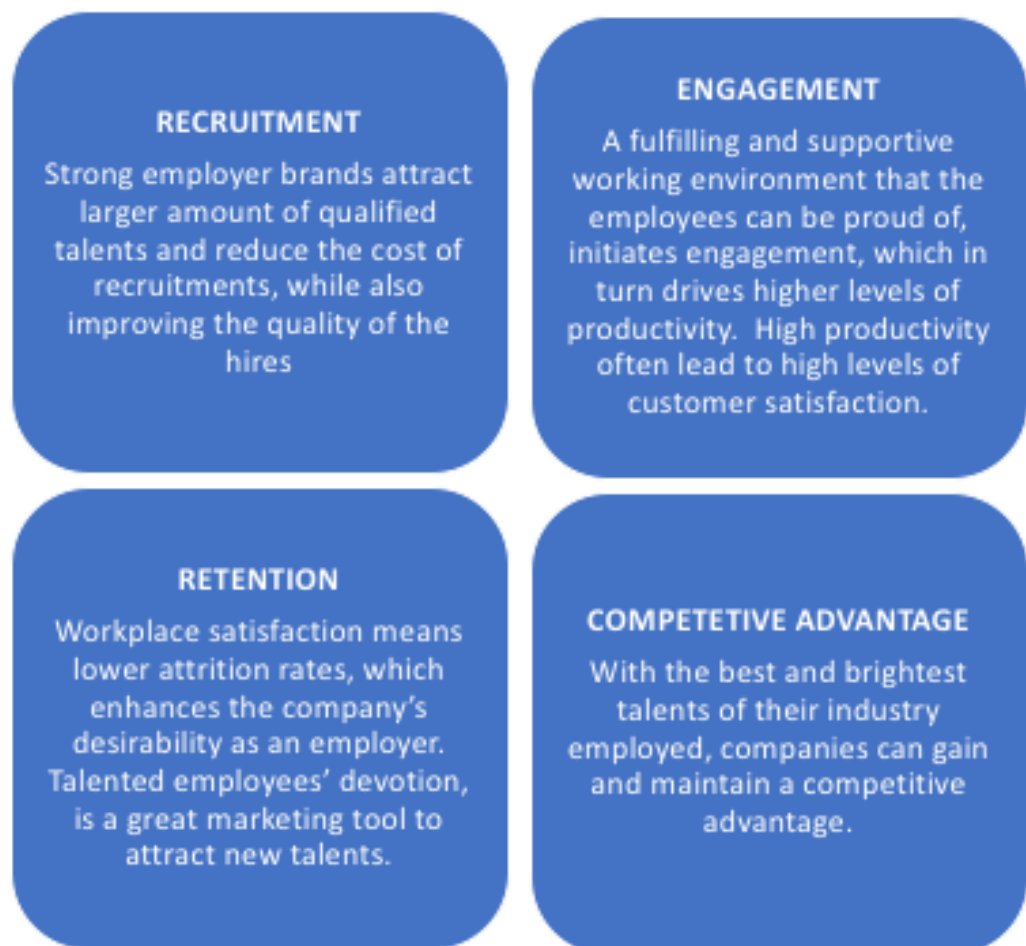 RECRUITMENT
Strong employer brands attract
larger amount of qualified
talents and reduce the cost of
recruitments, while also
improving the quality of the
hires
ENGAGEMENT
A fulfilling and supportive
working environment that the
employees can be proud of,
initiates engagement, which in
turn drives higher levels of
productivity.  High productivity
often lead to high levels of
customer satisfaction.
RETENTION
Workplace satisfaction means
lower attrition rates, which
enhances the company’s
desirability as an employer.
Talented employees’ devotion,
is a great marketing tool to
attract new talents.
COMPETETIVE ADVANTAGE
With the best and brightest
talents of their industry
employed, companies can gain
and maintain a competitive
advantage.